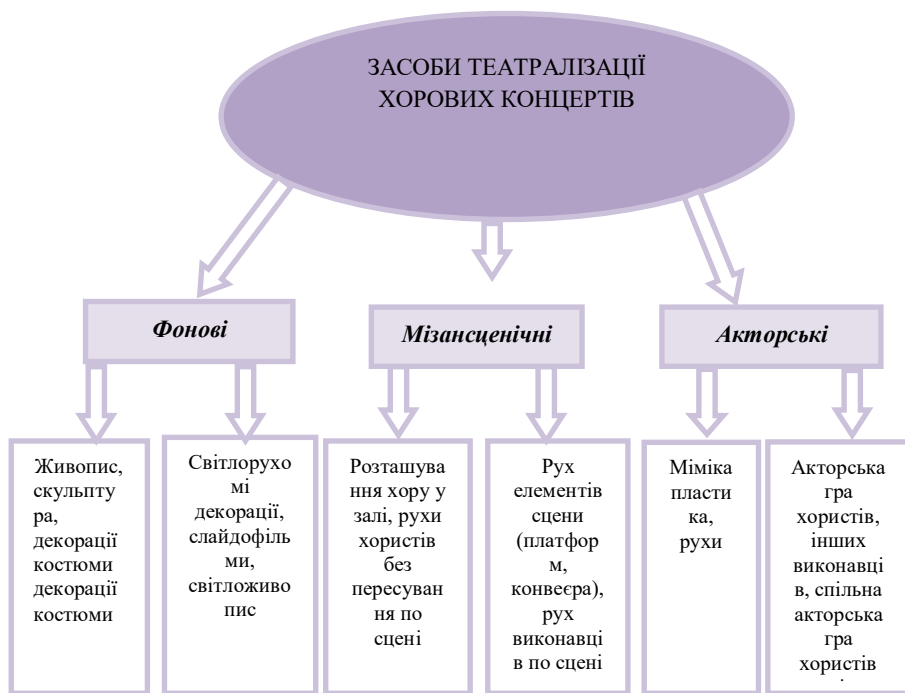 ЗАСОБИ ТЕАТРАЛІЗАЦІЇ
ХОРОВИХ КОНЦЕРТІВ
Фонові
Мізансценічні
Акторські
Живопис,
скульпту
ра,
декорації
костюми
декорації
костюми
Світлорухо
мі
декорації,
слайдофіль
ми,
світложивo
пис
Розташува
ння хору у
залі, рухи
хористів
без
пересуван
ня по
сцені
Рух
елементів
сцени
(платфор
м,
конвеєра),
рух
виконавці
в по сцені
Міміка
пласти
ка,
рухи
Акторська
гра
хористів,
інших
виконавці
в, спільна
акторська
гра
хористів